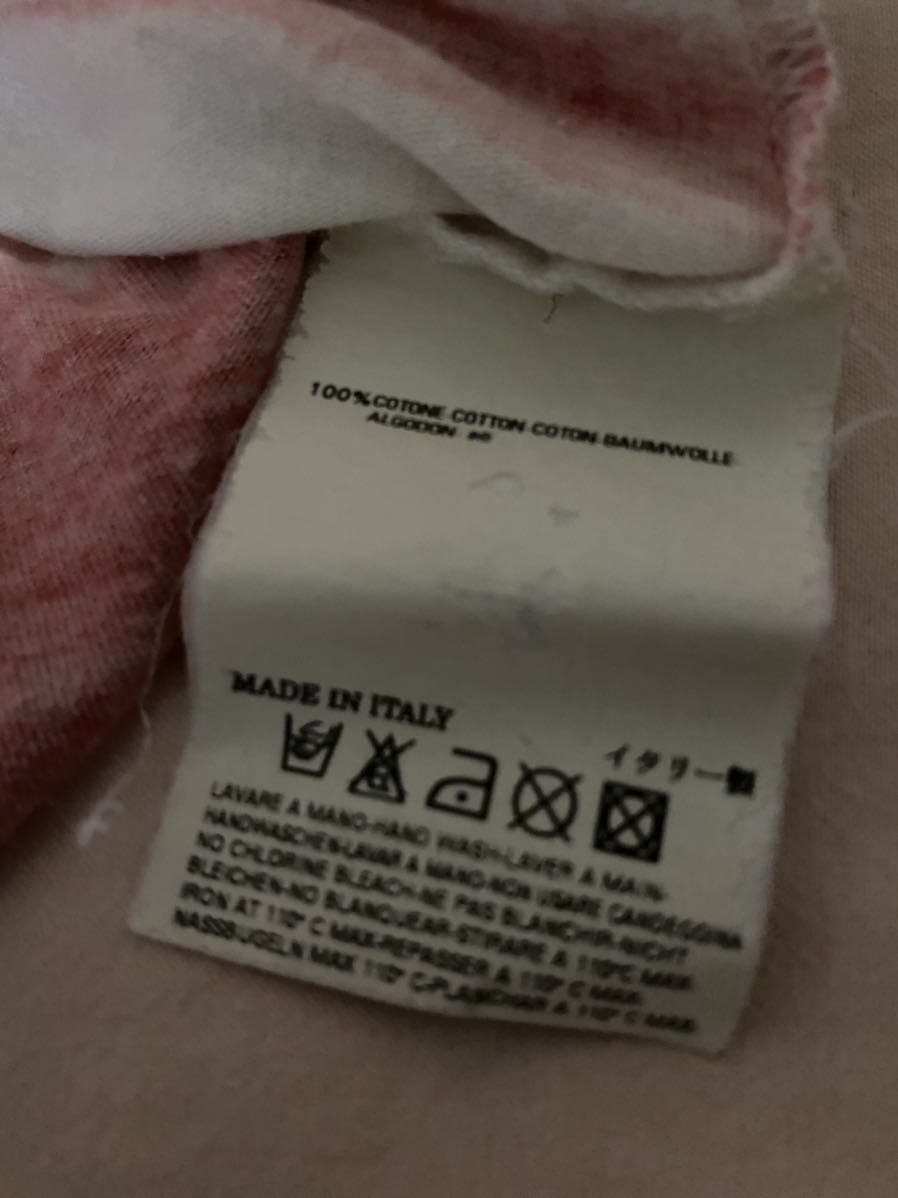 100% COTONE-COTTON-COTON-BAUMWOLLE
ALGODON
MADE IN ITALY
イタリー製
LAVARE A MANO-HAND WASH-LAVER A MAIN-
HANDWASCHEN-LAVAR A MANO-NON USARE CANDEGGINA
NO CHLORINE BLEACH-NE PAS BLANCHIR-NICHT
BLEICHEN-NO BLANQUEAR-STIRARE A 110°C MAX-
IRON AT 110° C MAX-REPASSER A 110° C MAX-
NASSBUGELN MAX 110° C-PLANCHAR A 110° C MAX